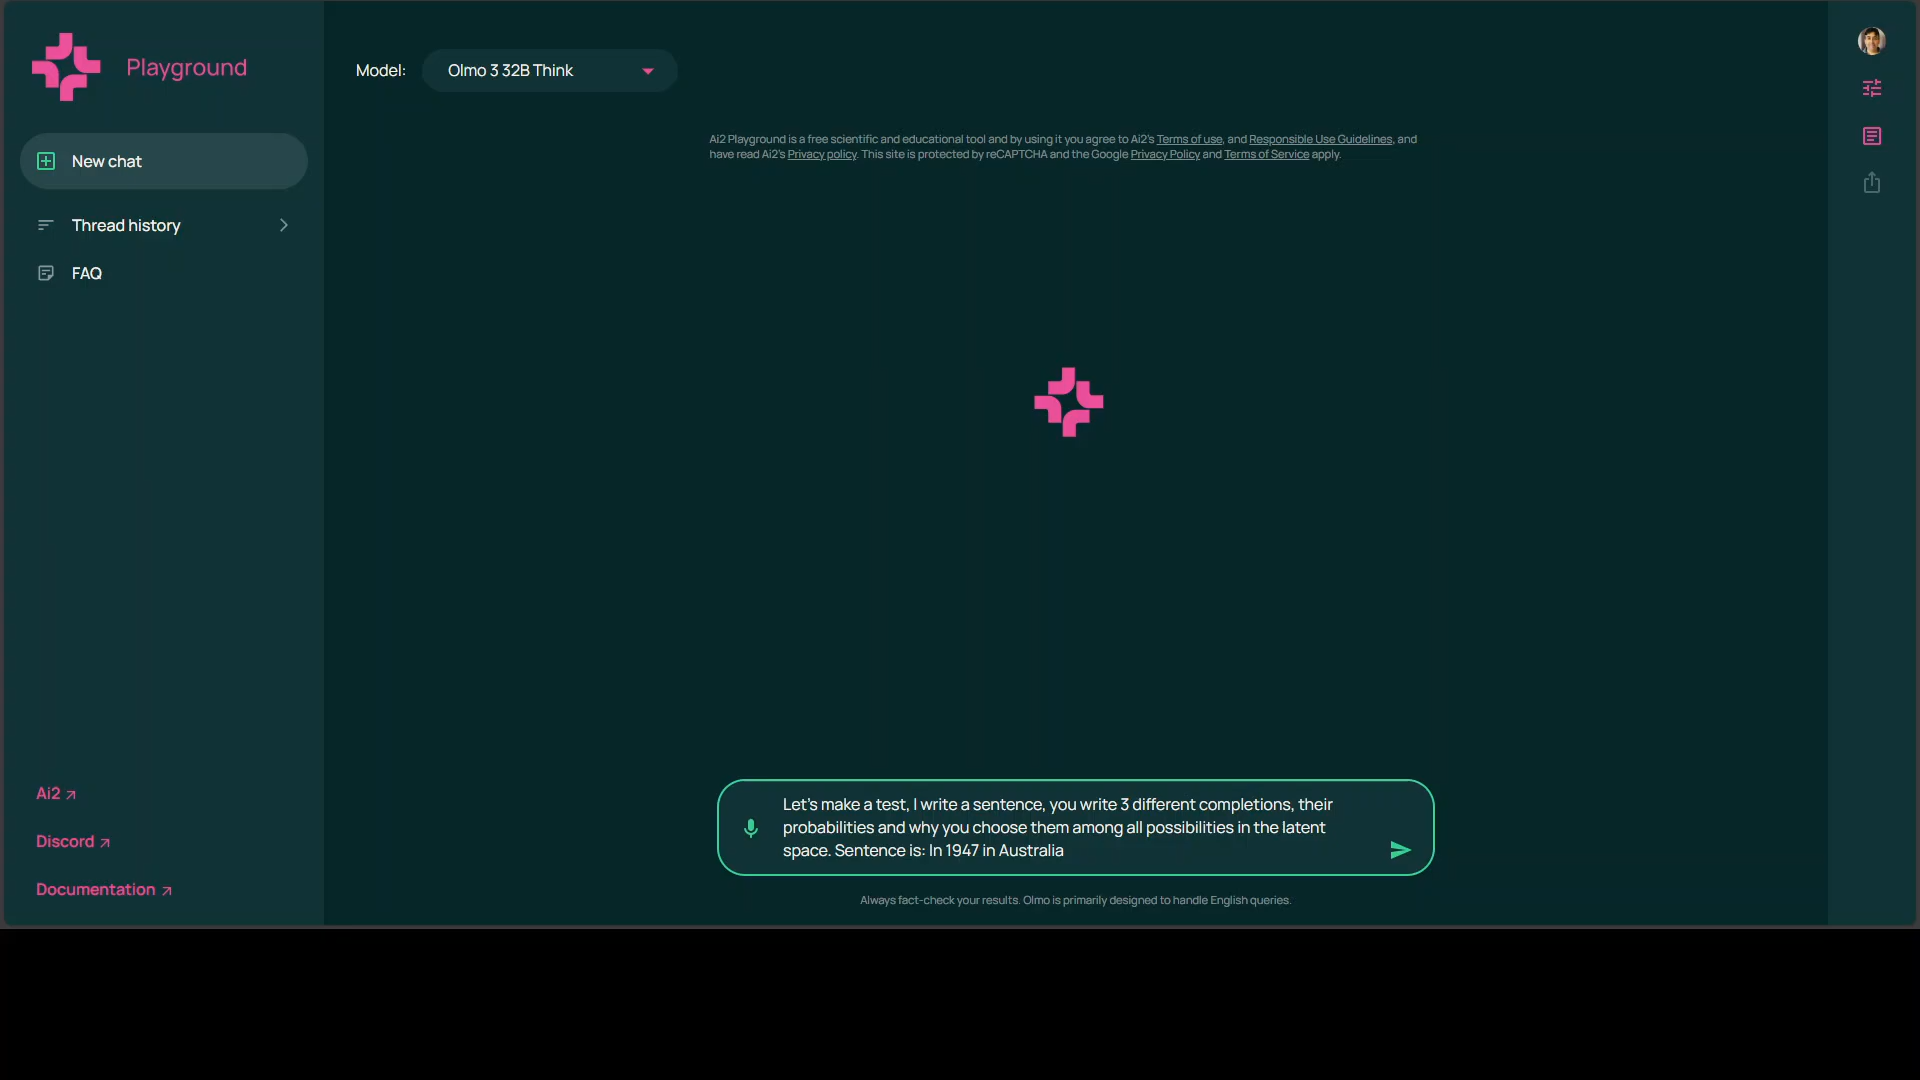 Playground
Model:
Olmo 3 32B Think
Ai2 Playground is a free scientific and educational tool and by using it you agree to Ai2's Terms of use, and Responsible Use Guidelines, and
have read Ai2's Privacy policy. This site is protected by reCAPTCHA and the Google Privacy Policy and Terms of Service apply.
New chat
Thread history
FAQ
Ai2
Discord
Documentation
Let's make a test, I write a sentence, you write 3 different completions, their
probabilities and why you choose them among all possibilities in the latent
space. Sentence is: In 1947 in Australia
Always fact-check your results. Olmo is primarily designed to handle English queries.